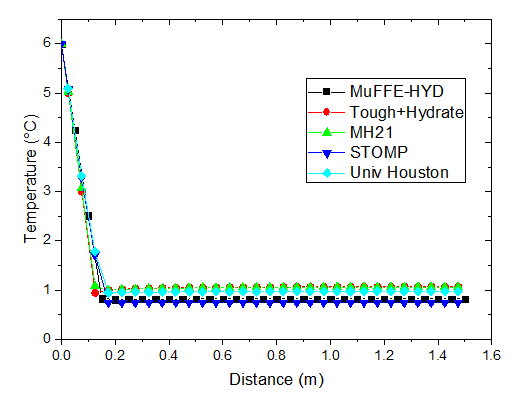 6
5
4
3
2
1
0
Temperature (°C)
MuFFE-HYD
Tough+Hydrate
MH21
STOMP
Univ Houston
0.0 0.2 0.4 0.6 0.8 1.0 1.2 1.4 1.6
Distance (m)